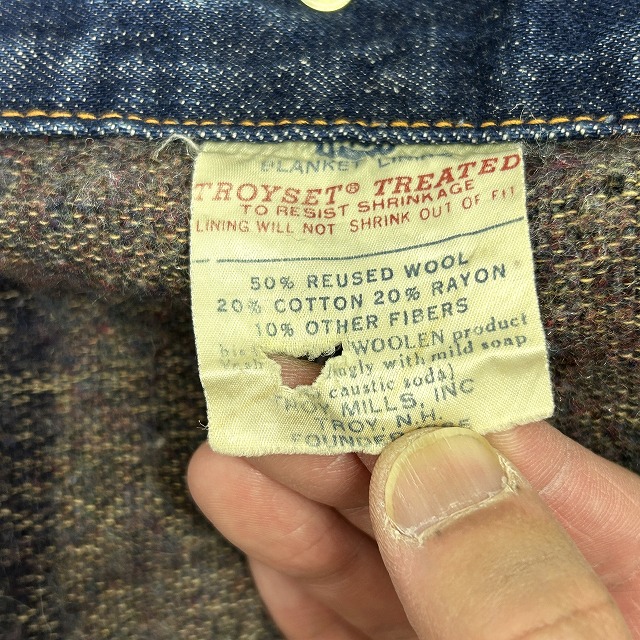 BLANKET
TROYSET® TREATED
TO RESIST SHRINKAGE
LINING WILL NOT SHRINK OUT OF FIT
50% REUSED WOOL
20% COTTON 20% RAYON
10% OTHER FIBERS
WOOLEN product
with mild soap
caustic soda)
TROY MILLS, INC
TROY, N.H.